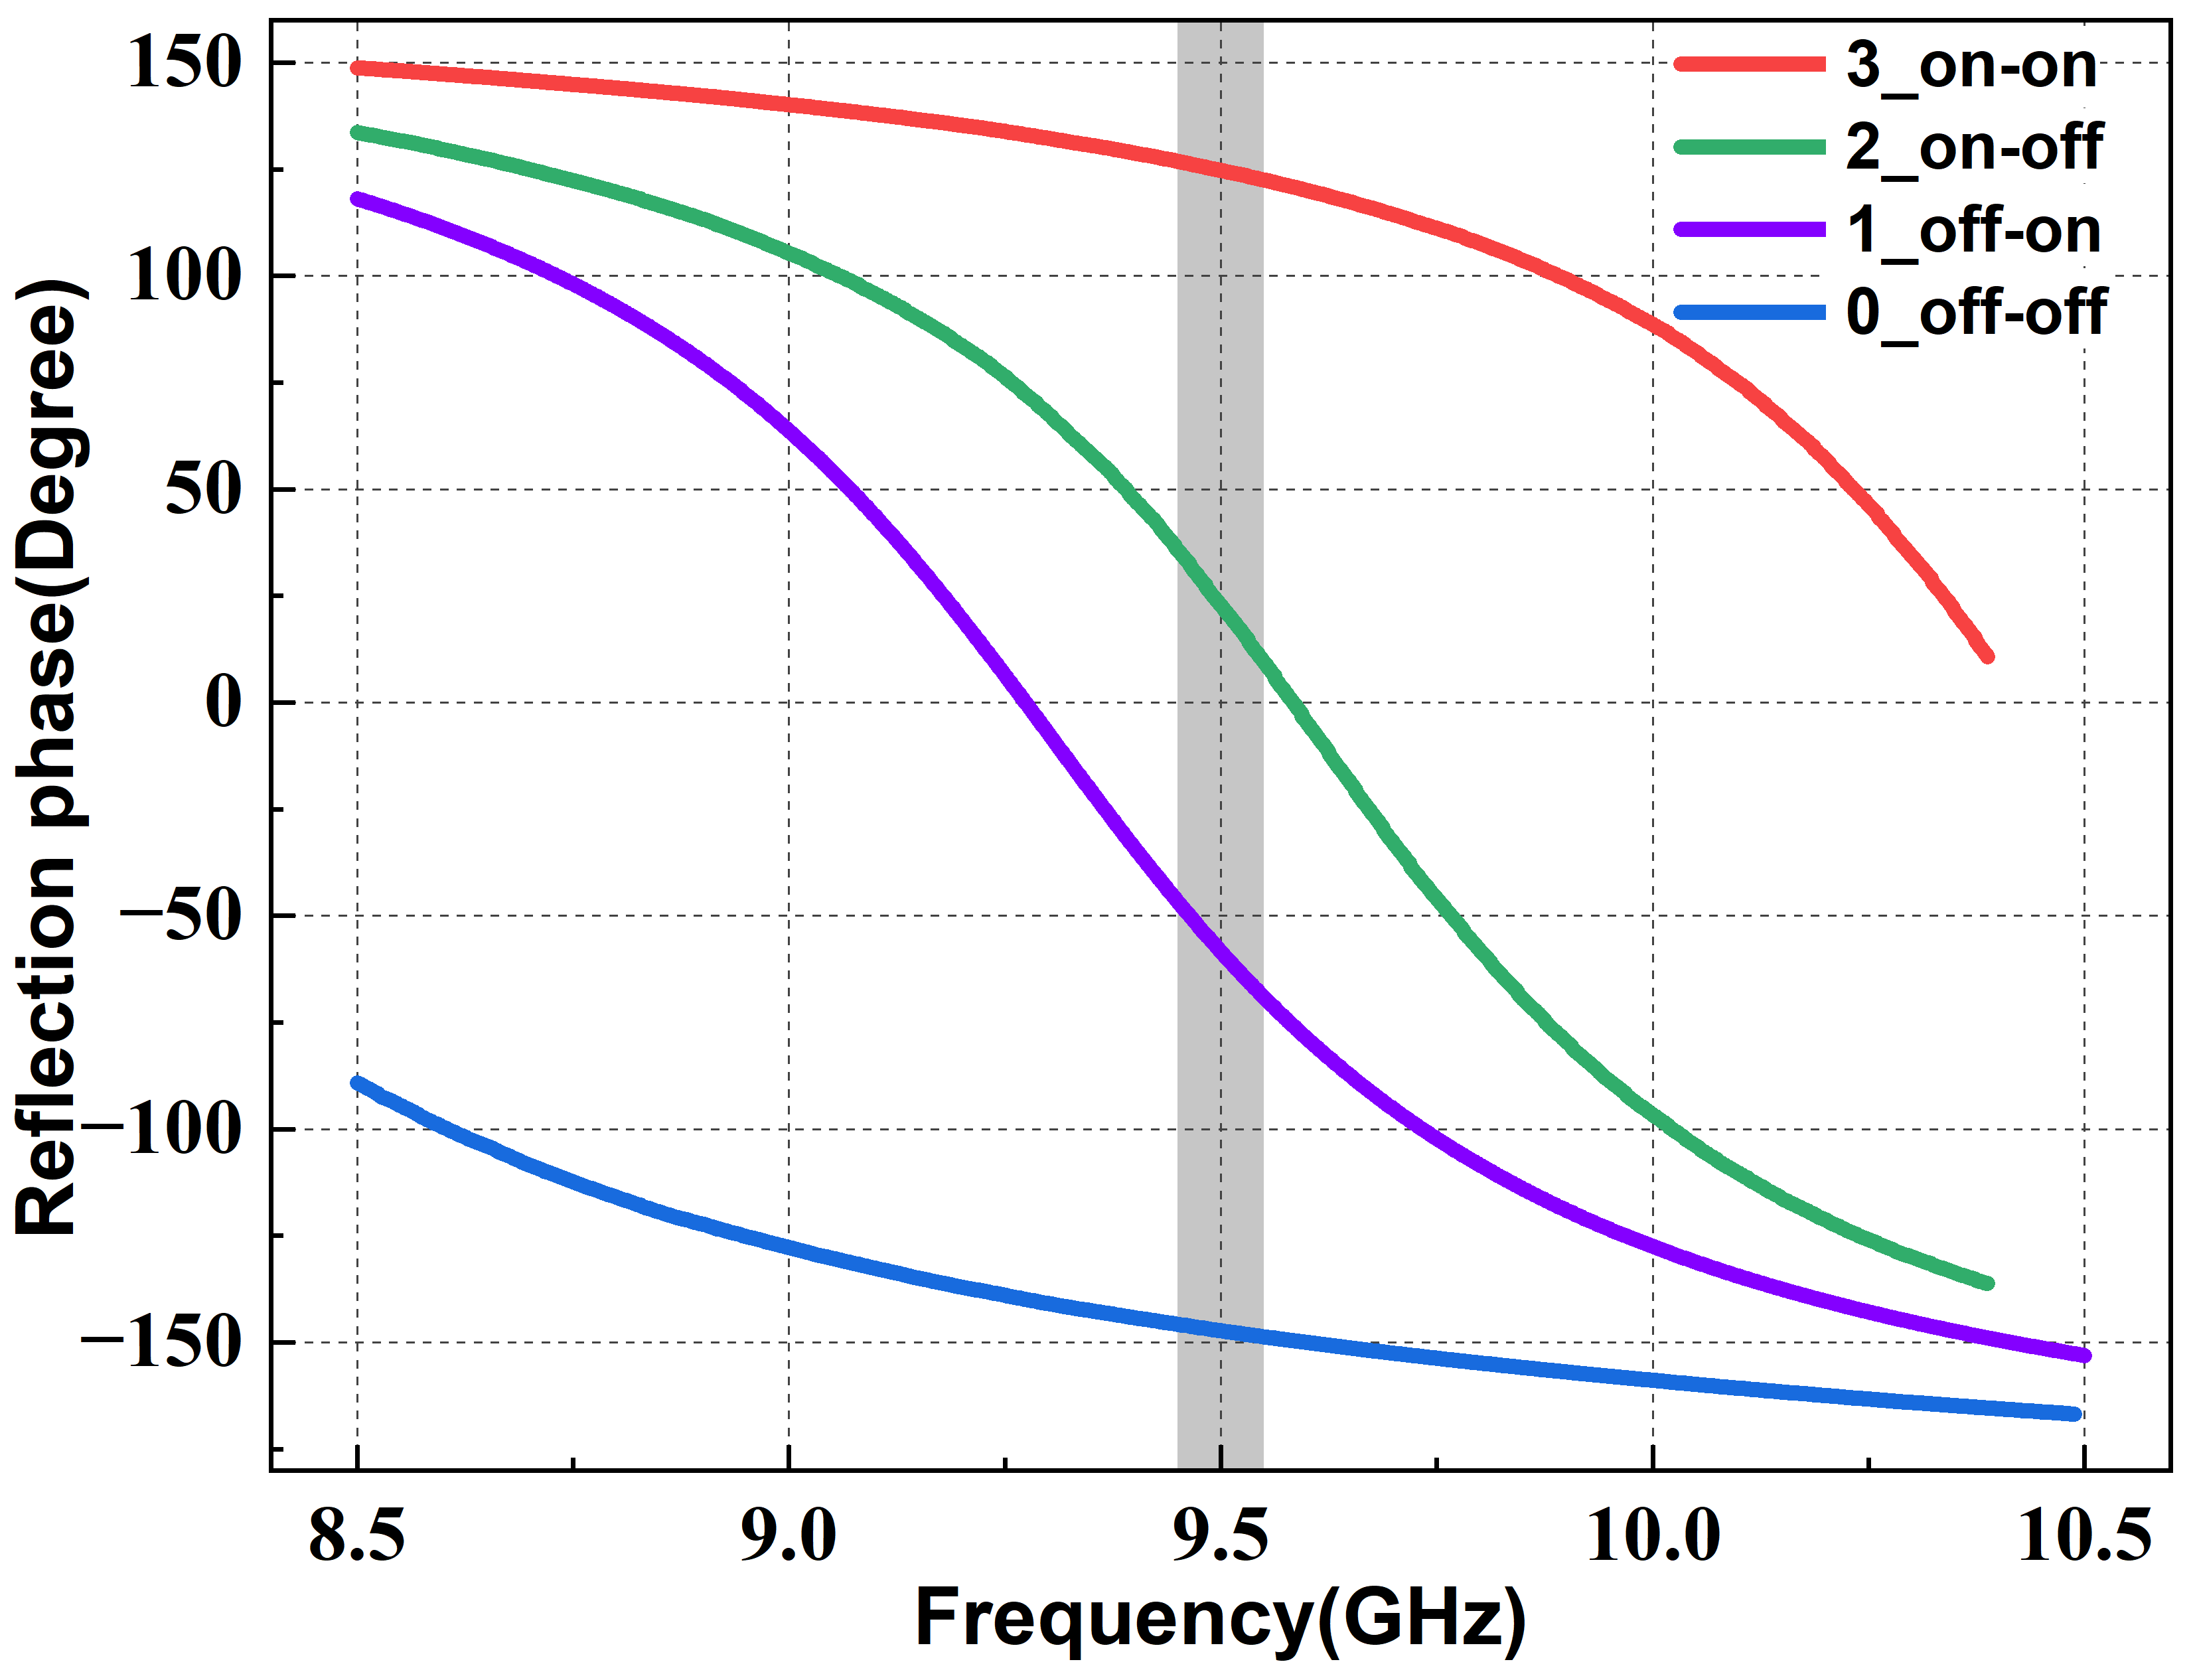 Reflection phase(Degree)
150
100
50
0
−50
−100
−150
3_on-on
2_on-off
1_off-on
0_off-off
8.5 9.0 9.5 10.0 10.5
Frequency(GHz)